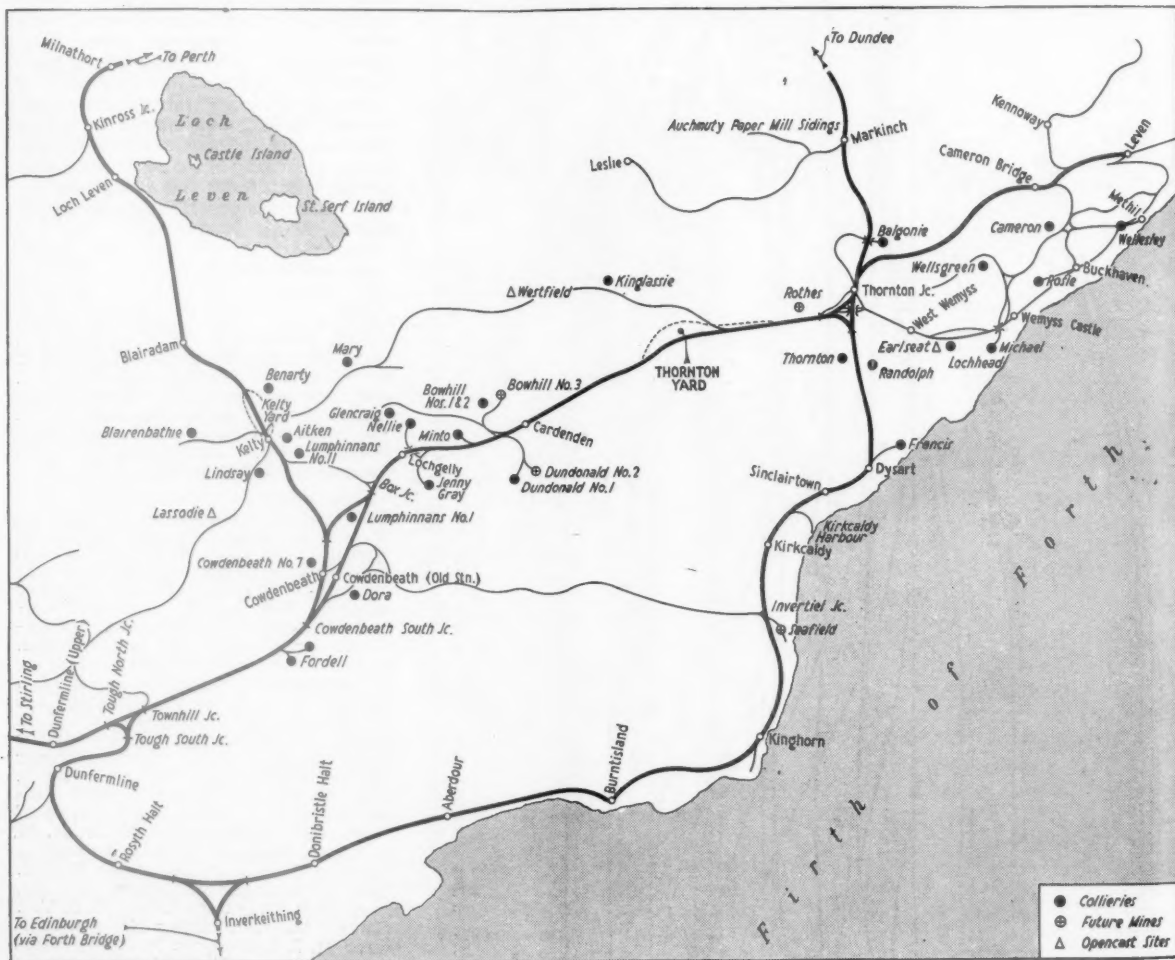 Milnathort
To Perth
To Dundee
Kinross Jc.
Loch
Castle Island
Leven
St. Serf Island
Loch Leven
Auchmuty Paper Mill Sidings
Markinch
Leslie
Kennoway
Leven
Cameron Bridge
Methil
Cameron
Wellesley
Balgonie
Wellsgreen
Buckhaven
Rosie
Kinglassie
Westfield
Rothes
Thornton Jc.
West Wemyss
Wemyss Castle
Earlseat
Lochhead
Michael
Blairadam
Mary
THORNTON
YARD
Thornton
Randolph
Benarty
Kelty
Yard
Bowhill
Nos. 1 & 2
Bowhill No. 3
Glencraig
Nellie
Minto
Cardenden
Blairenbathie
Kelty
Aitken
Lumphinnans
No. 11
Lochgelly
Jenny
Gray
Dundonald No. 2
Dundonald No. 1
Francis
Dysart
Sinclairtown
Lindsay
Box Jc.
Lassodie
Lumphinnans No. 1
Kirkcaldy
Harbour
Kirkcaldy
Cowdenbeath No. 7
Cowdenbeath
Cowdenbeath (Old Stn.)
Dora
Invertiel Jc.
Seafield
Cowdenbeath South Jc.
Fordell
To Stirling
Dunfermline (Upper)
Tough North Jc.
Townhill Jc.
Tough South Jc.
Dunfermline
Kinghorn
Burntisland
Aberdour
Donibristle Halt
Rosyth Halt
Inverkeithing
To Edinburgh
(via Forth Bridge)
Firth of Forth
Collieries
Future Mines
Opencast Sites